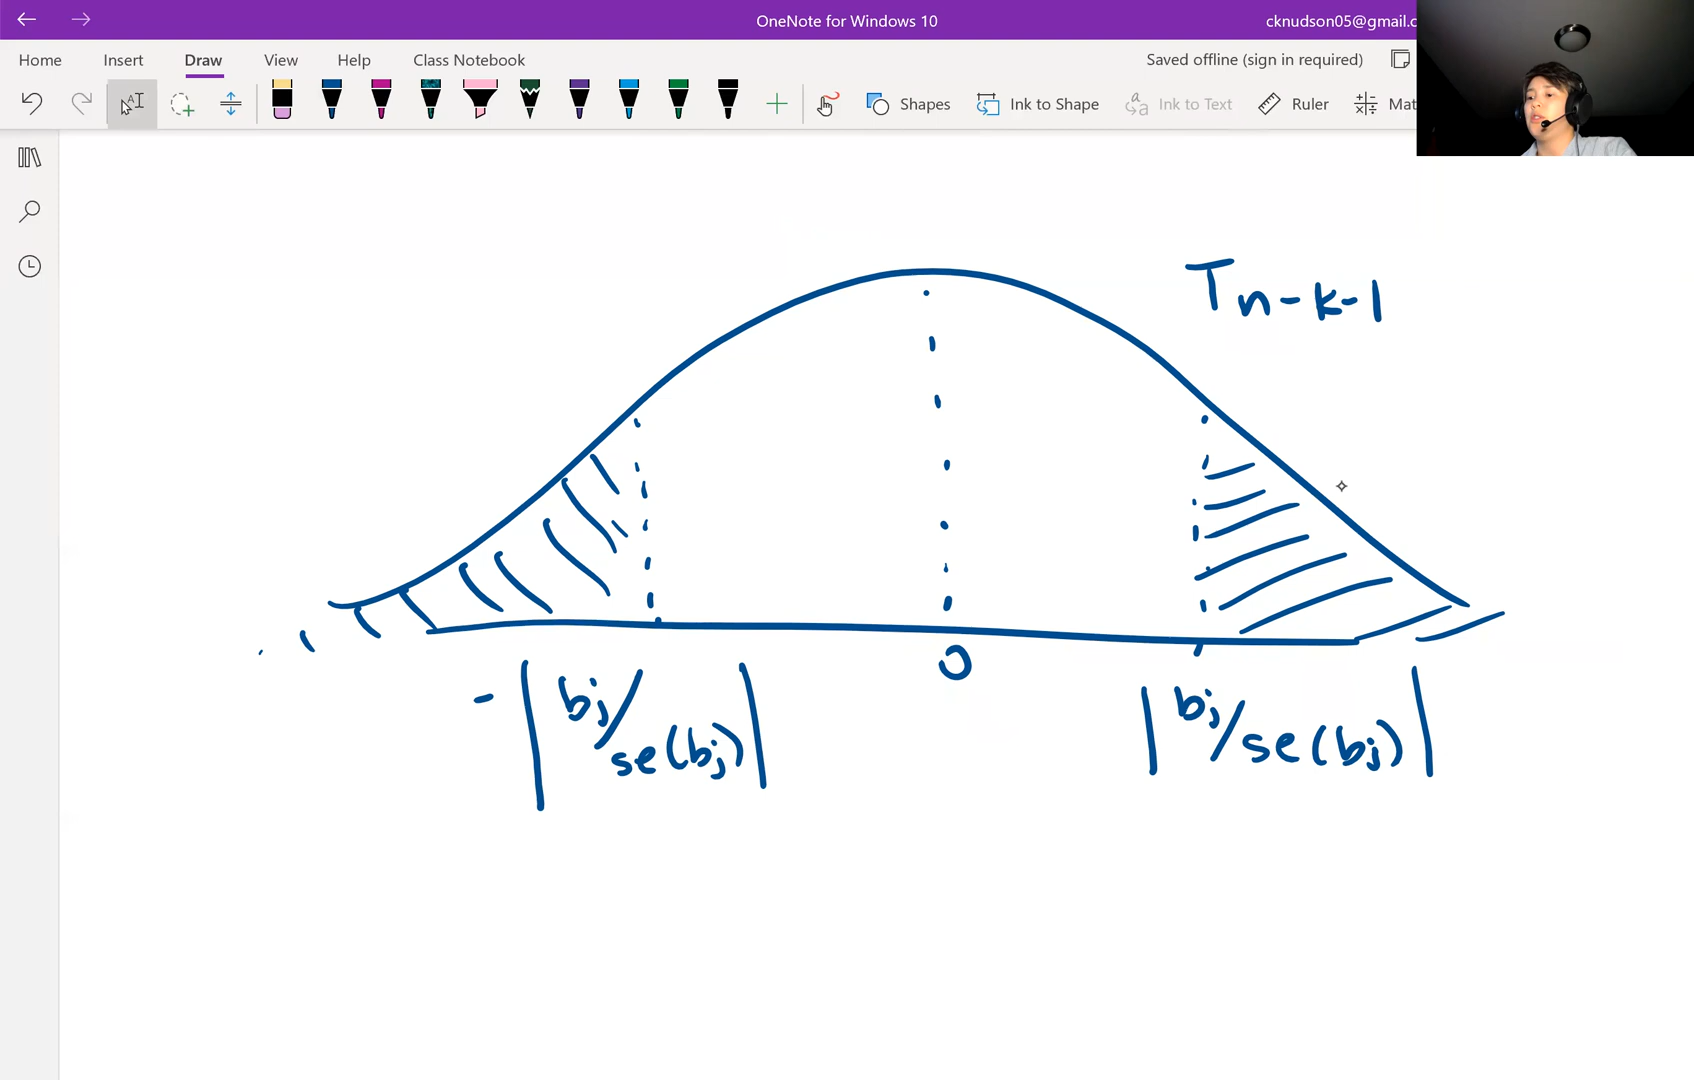 OneNote for Windows 10
cknudson05@gmail.c
Home Insert Draw View Help Class Notebook
Saved offline (sign in required)
Shapes Ink to Shape Ink to Text Ruler Mat
T n-k-1
0
-|bj/se(bj)|
|bj/se(bj)|